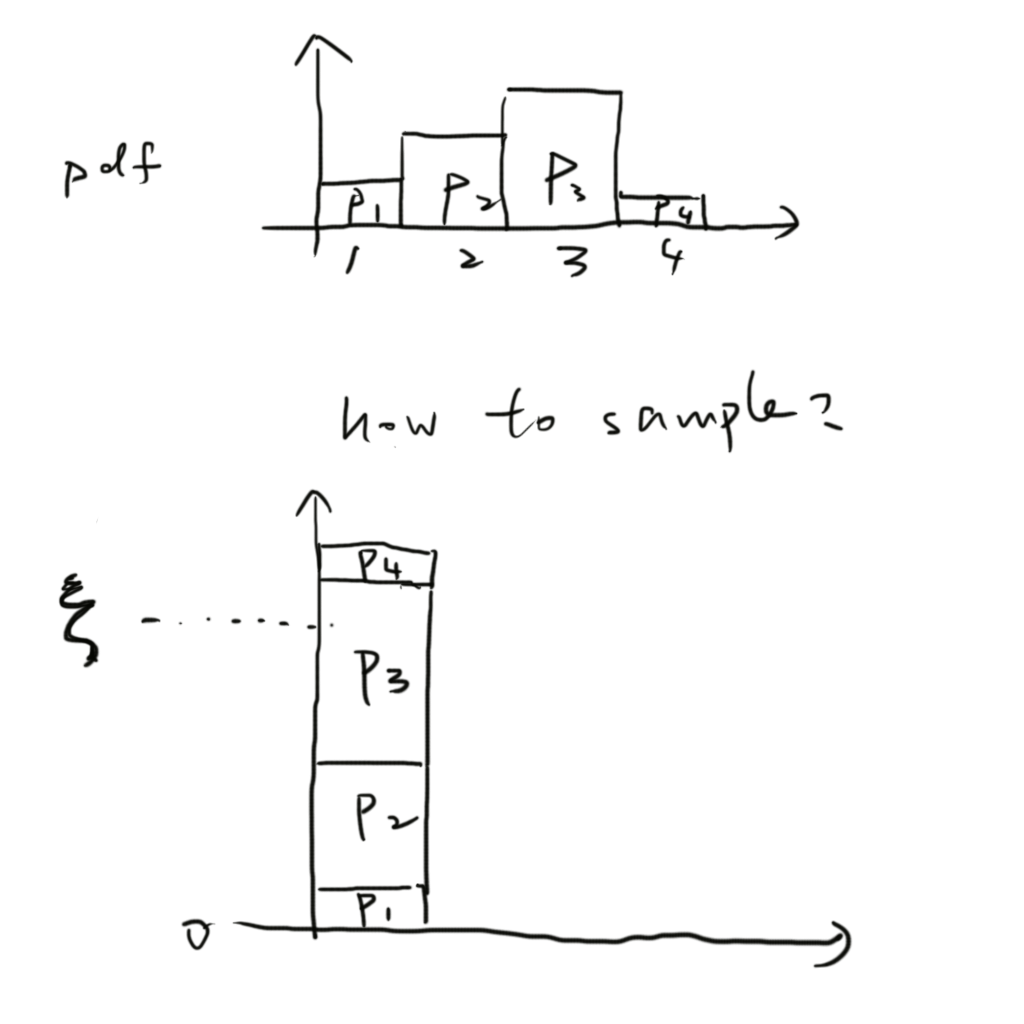 pdf
P1 P2 P3 P4
1 2 3 4
how to sample?
P4
ξ
P3
P2
P1
0